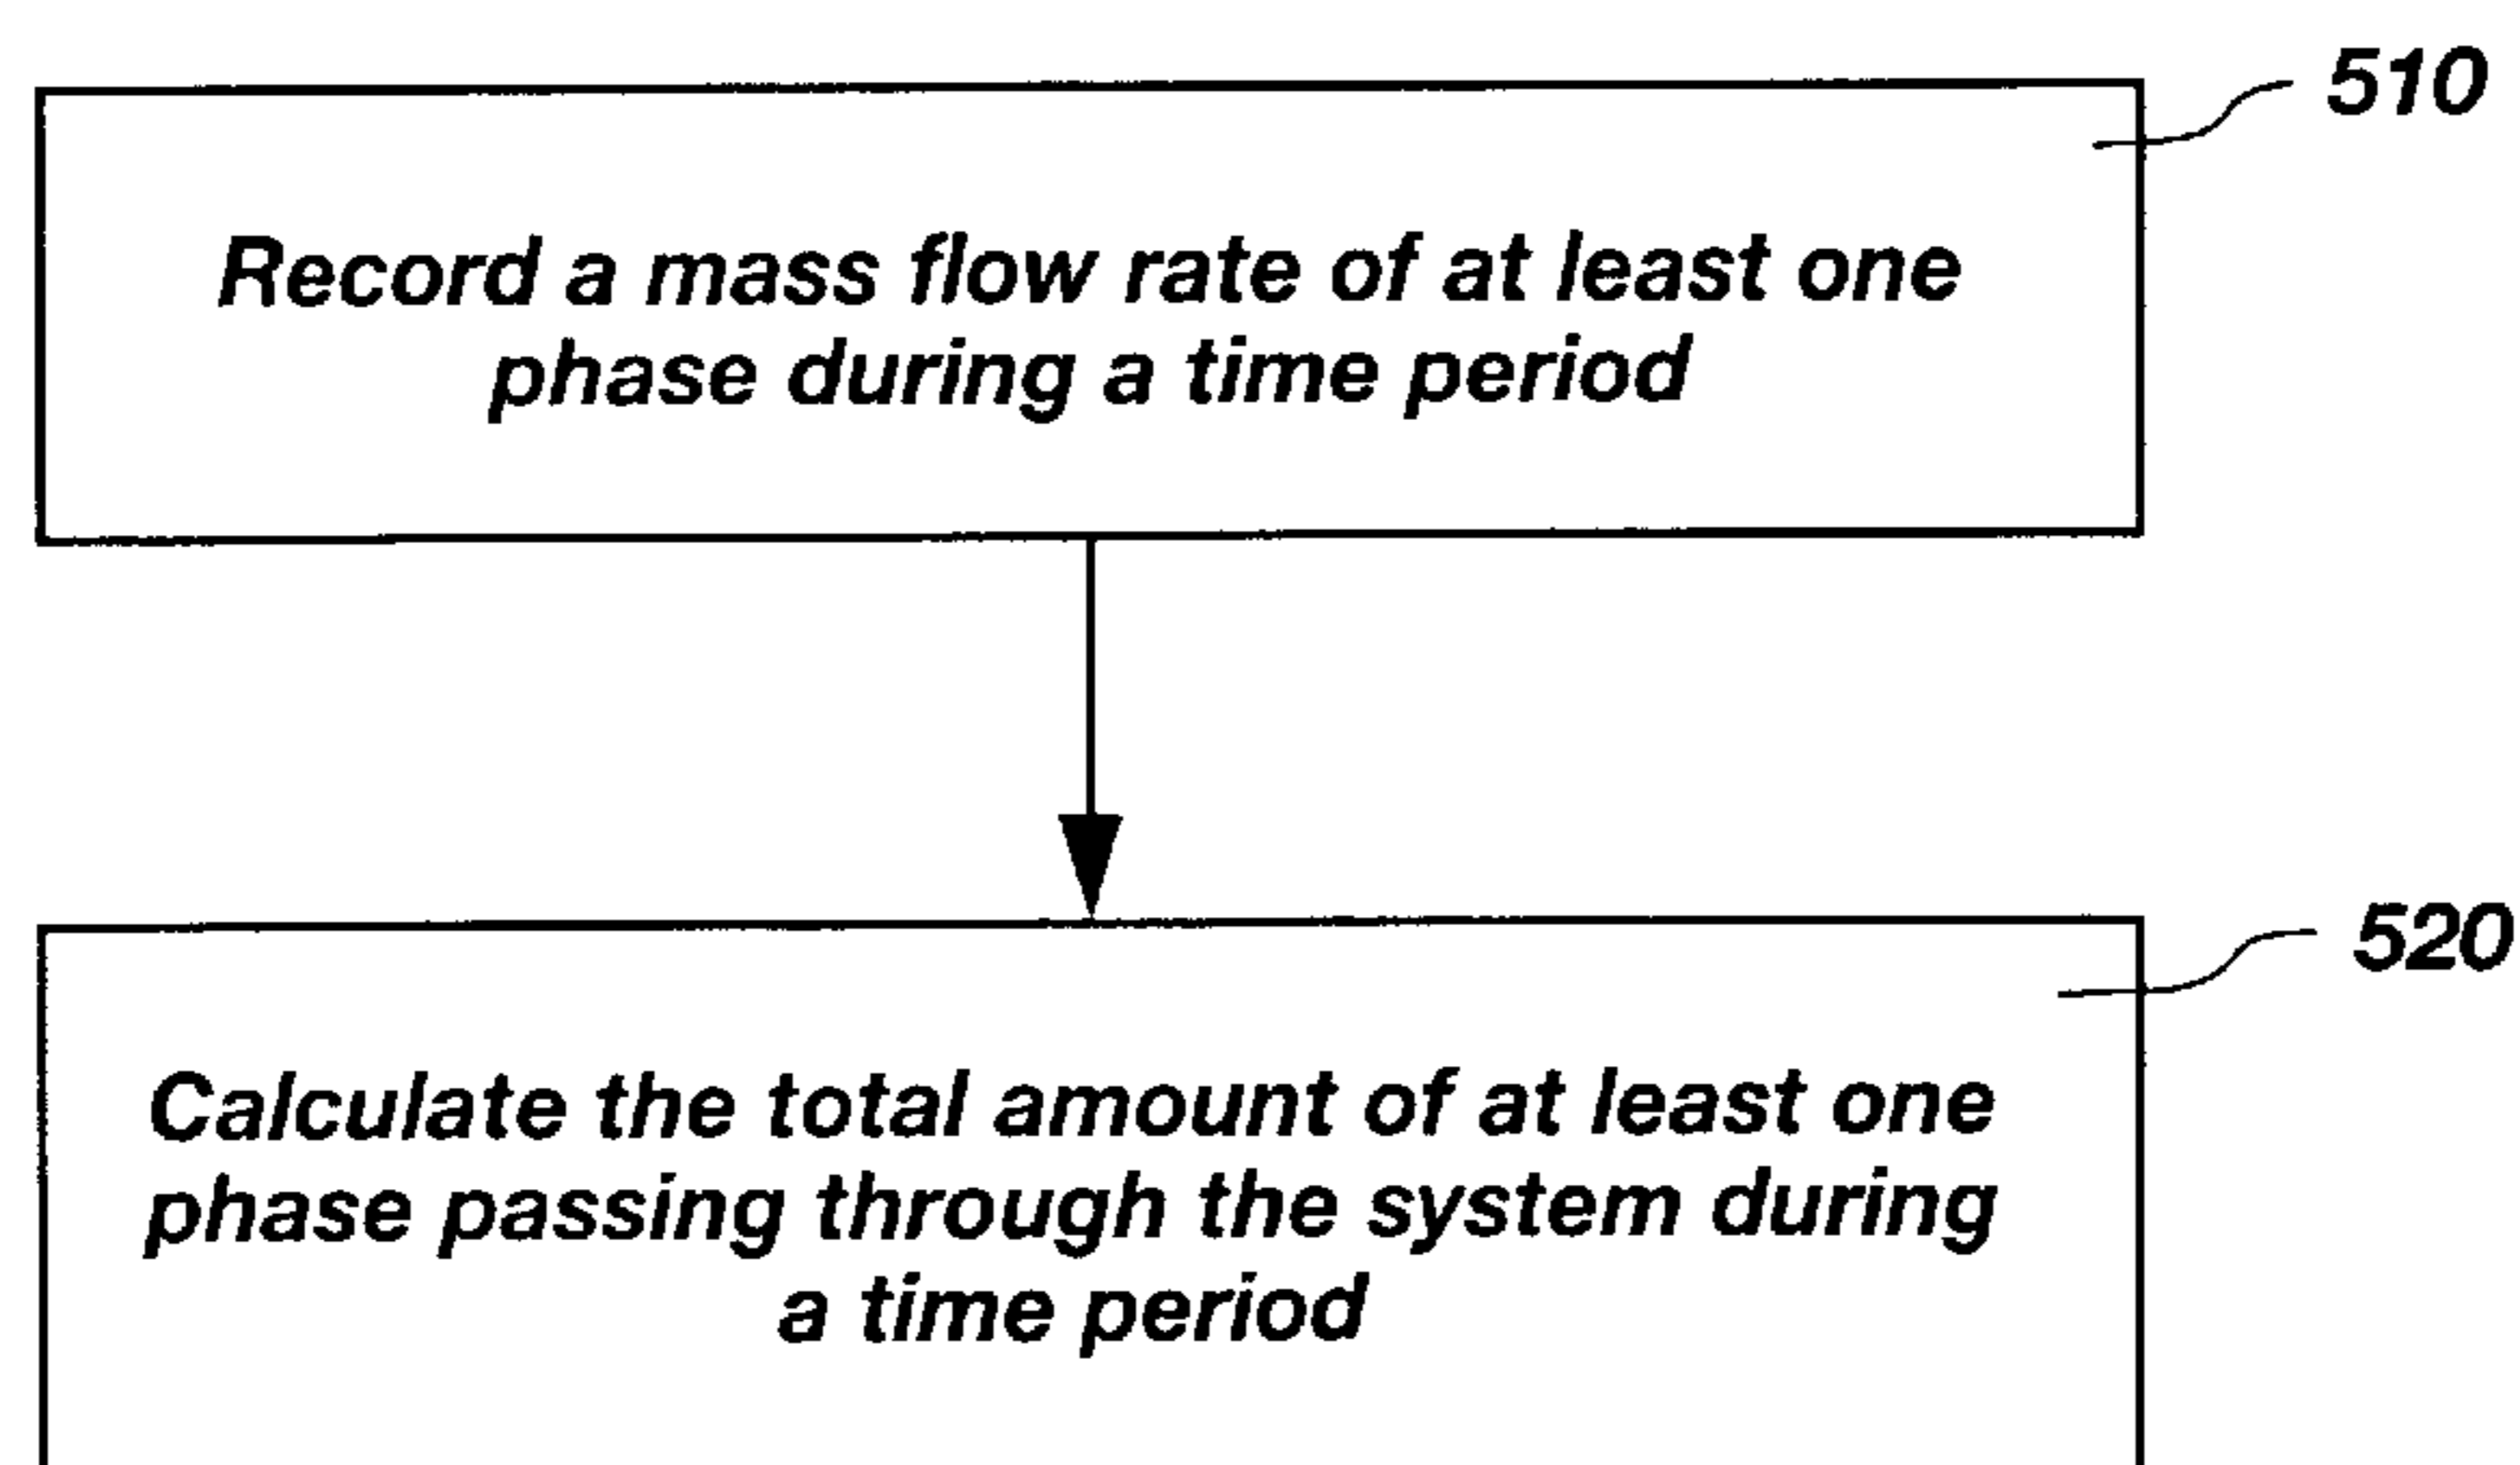 510
Record a mass flow rate of at least one
phase during a time period
520
Calculate the total amount of at least one
phase passing through the system during
a time period